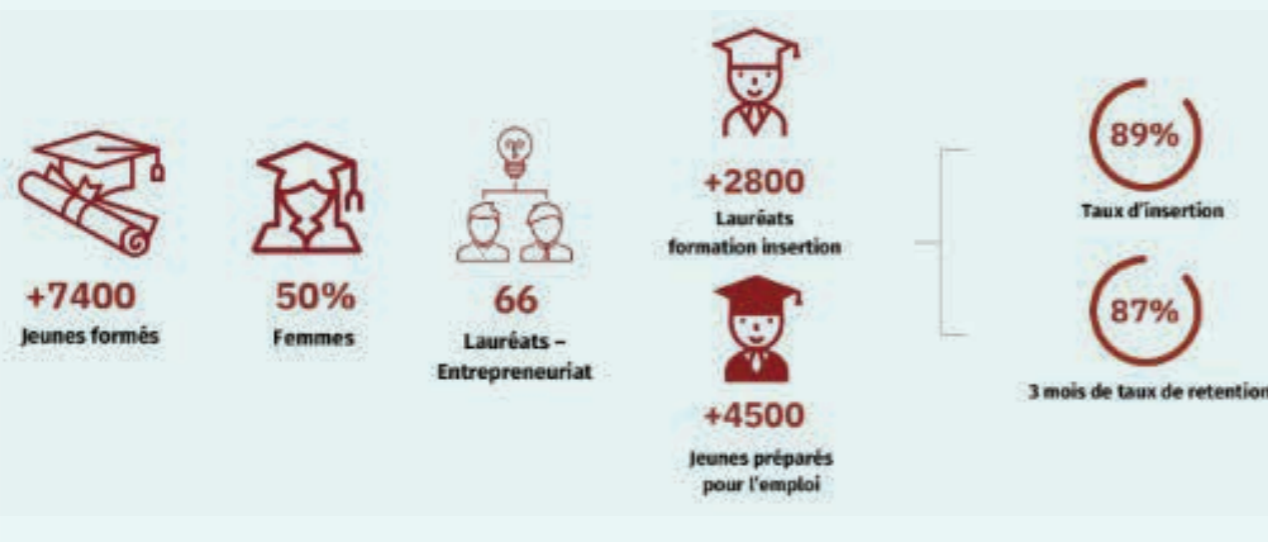 +7400
Jeunes formés
50%
Femmes
66
Lauréats –
Entrepreneuriat
+2800
Lauréats
formation insertion
+4500
Jeunes préparés
pour l'emploi
89%
Taux d'insertion
87%
3 mois de taux de retention